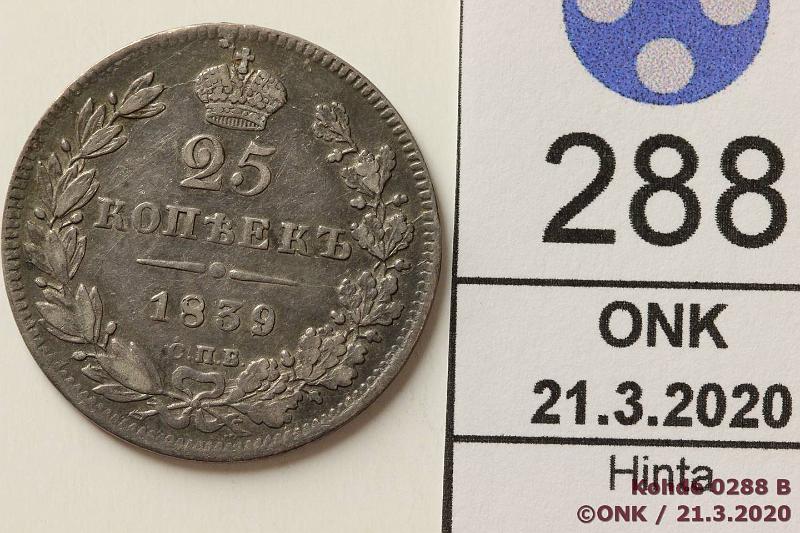 25
КОПѢЕКЪ
1839
С.П.Б.
288
ONK
21.3.2020
Hinta
Kohde 0288 B
©ONK / 21.3.2020